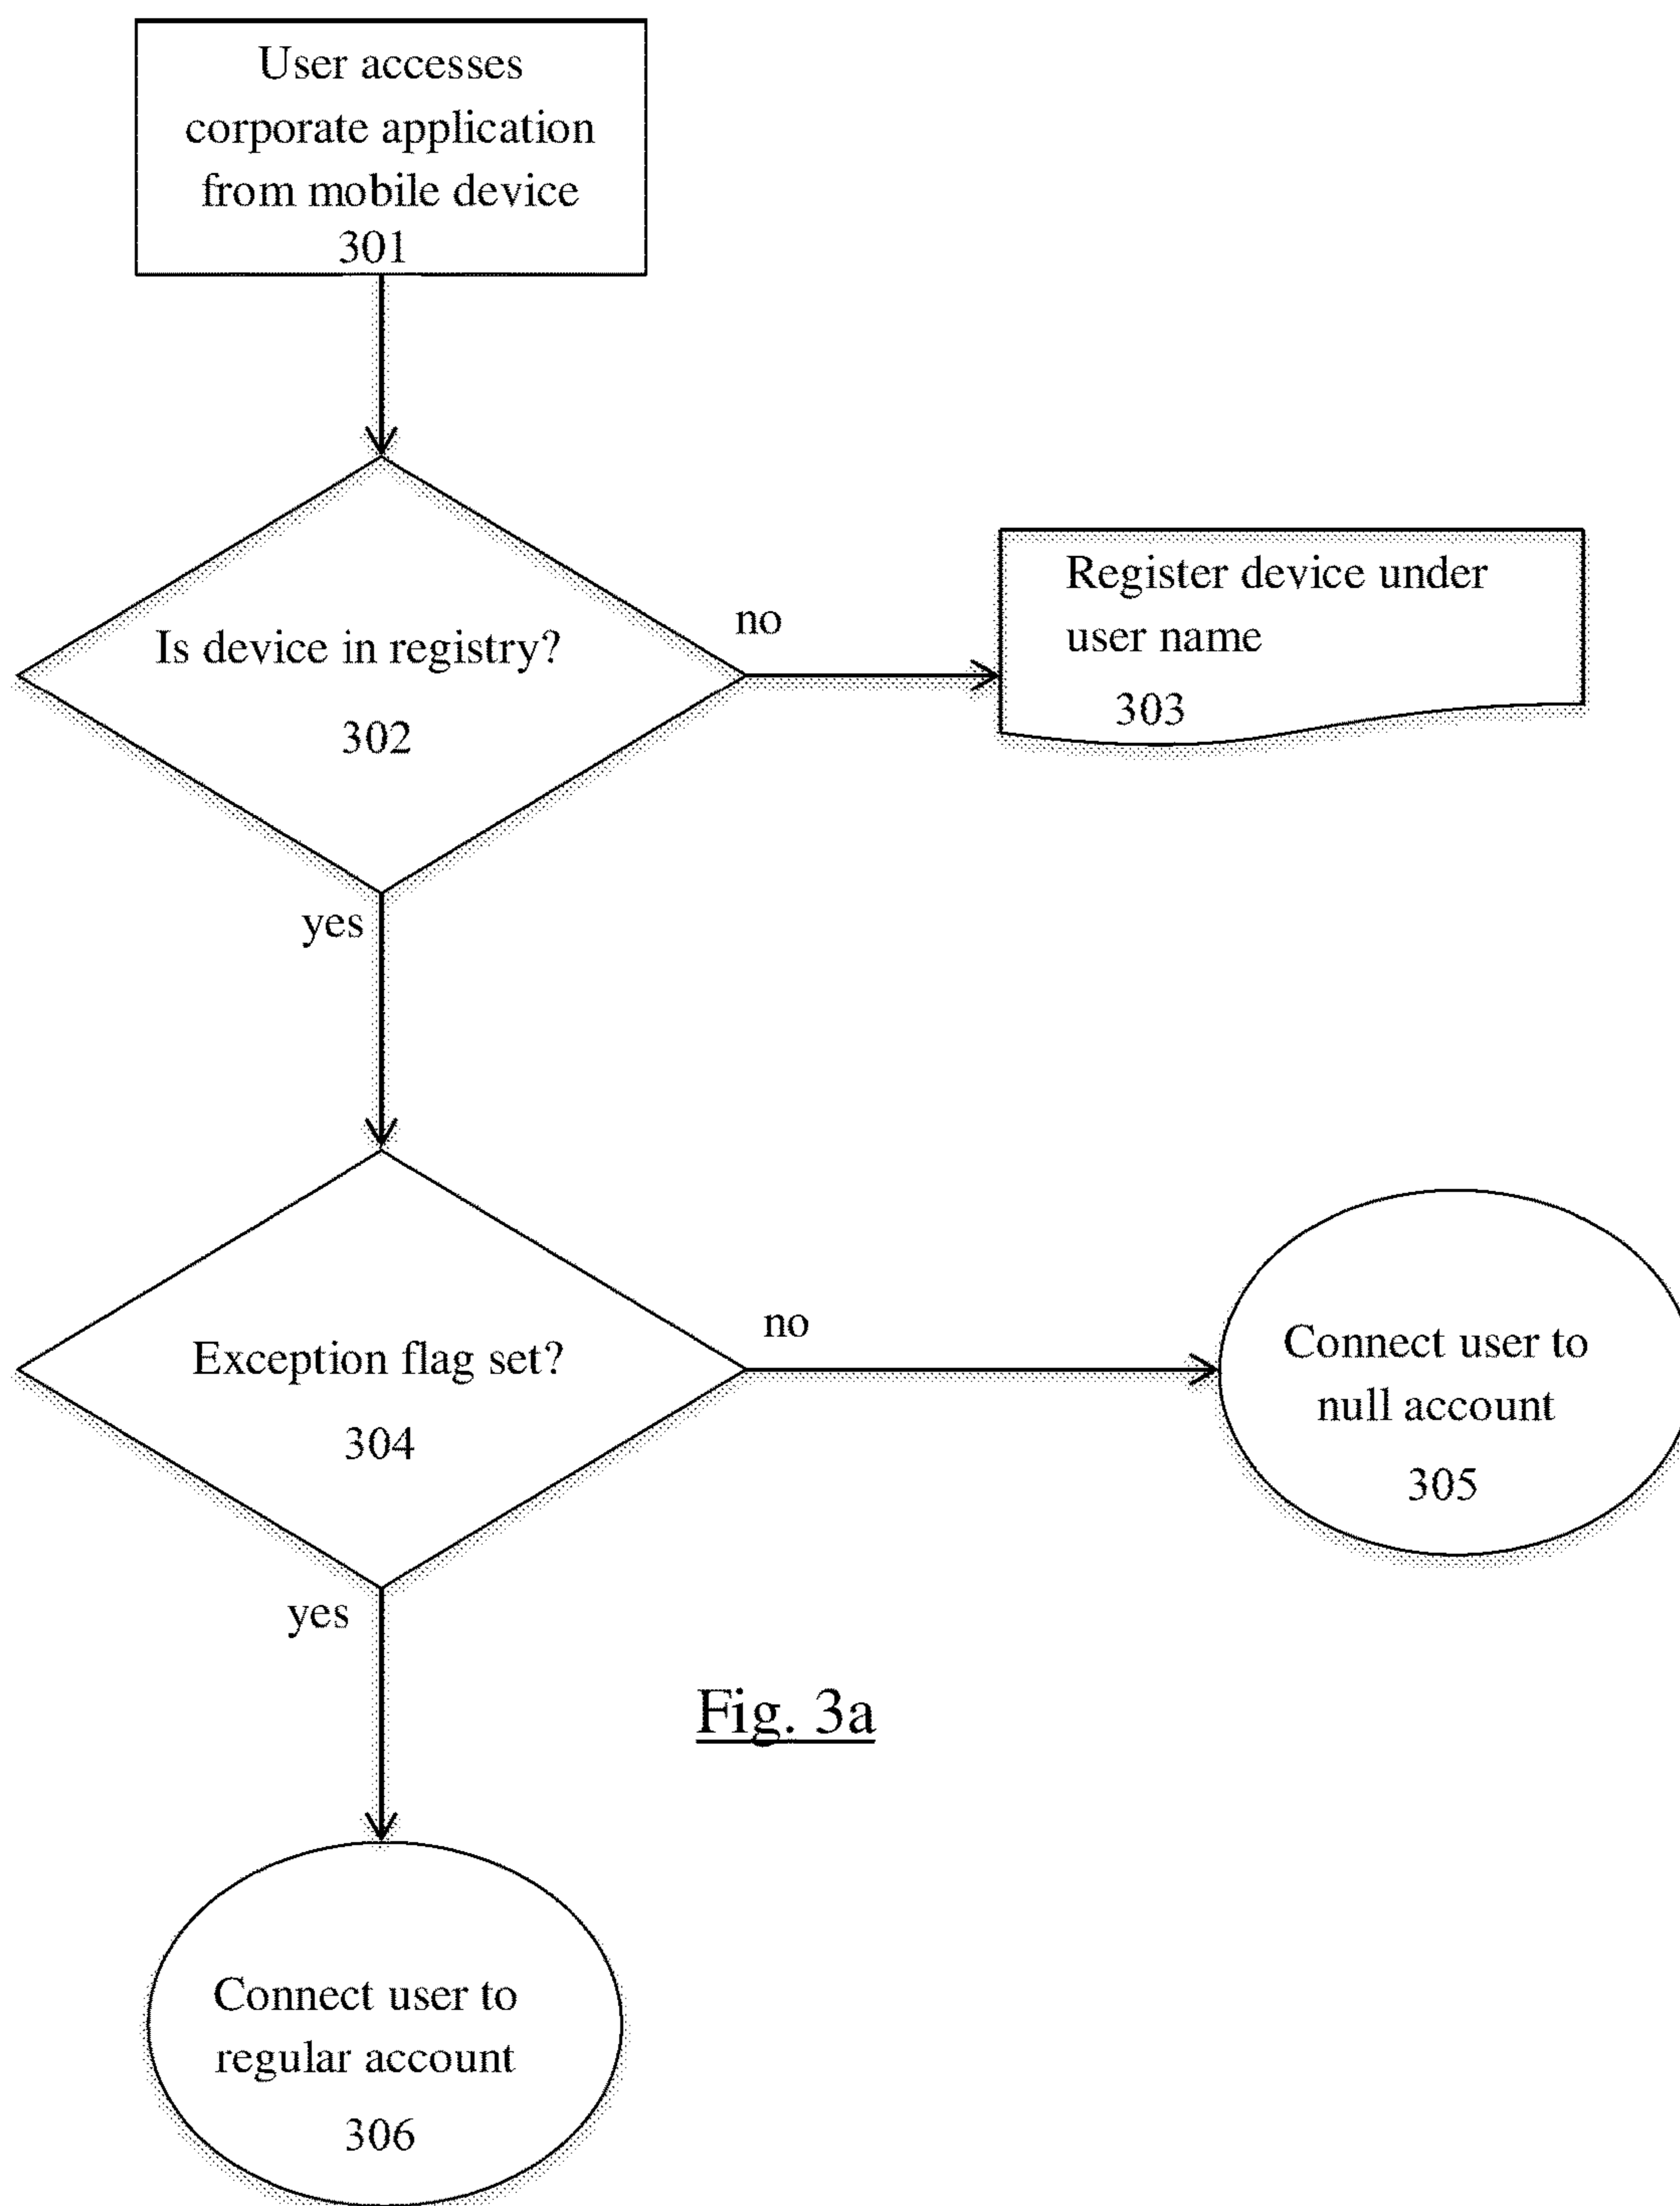 User accesses
corporate application
from mobile device
301
Is device in registry?
302
no
Register device under
user name
303
yes
Exception flag set?
304
no
Connect user to
null account
305
yes
Fig. 3a
Connect user to
regular account
306